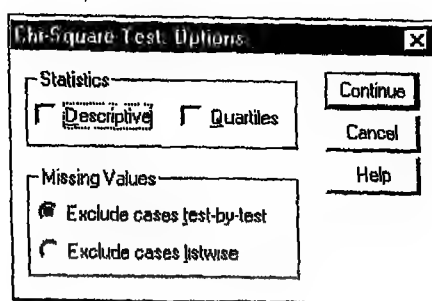 Chi-Square Test: Options
Statistics
Descriptive
Quartiles
Continue
Cancel
Help
Missing Values
Exclude cases test-by-test
Exclude cases listwise